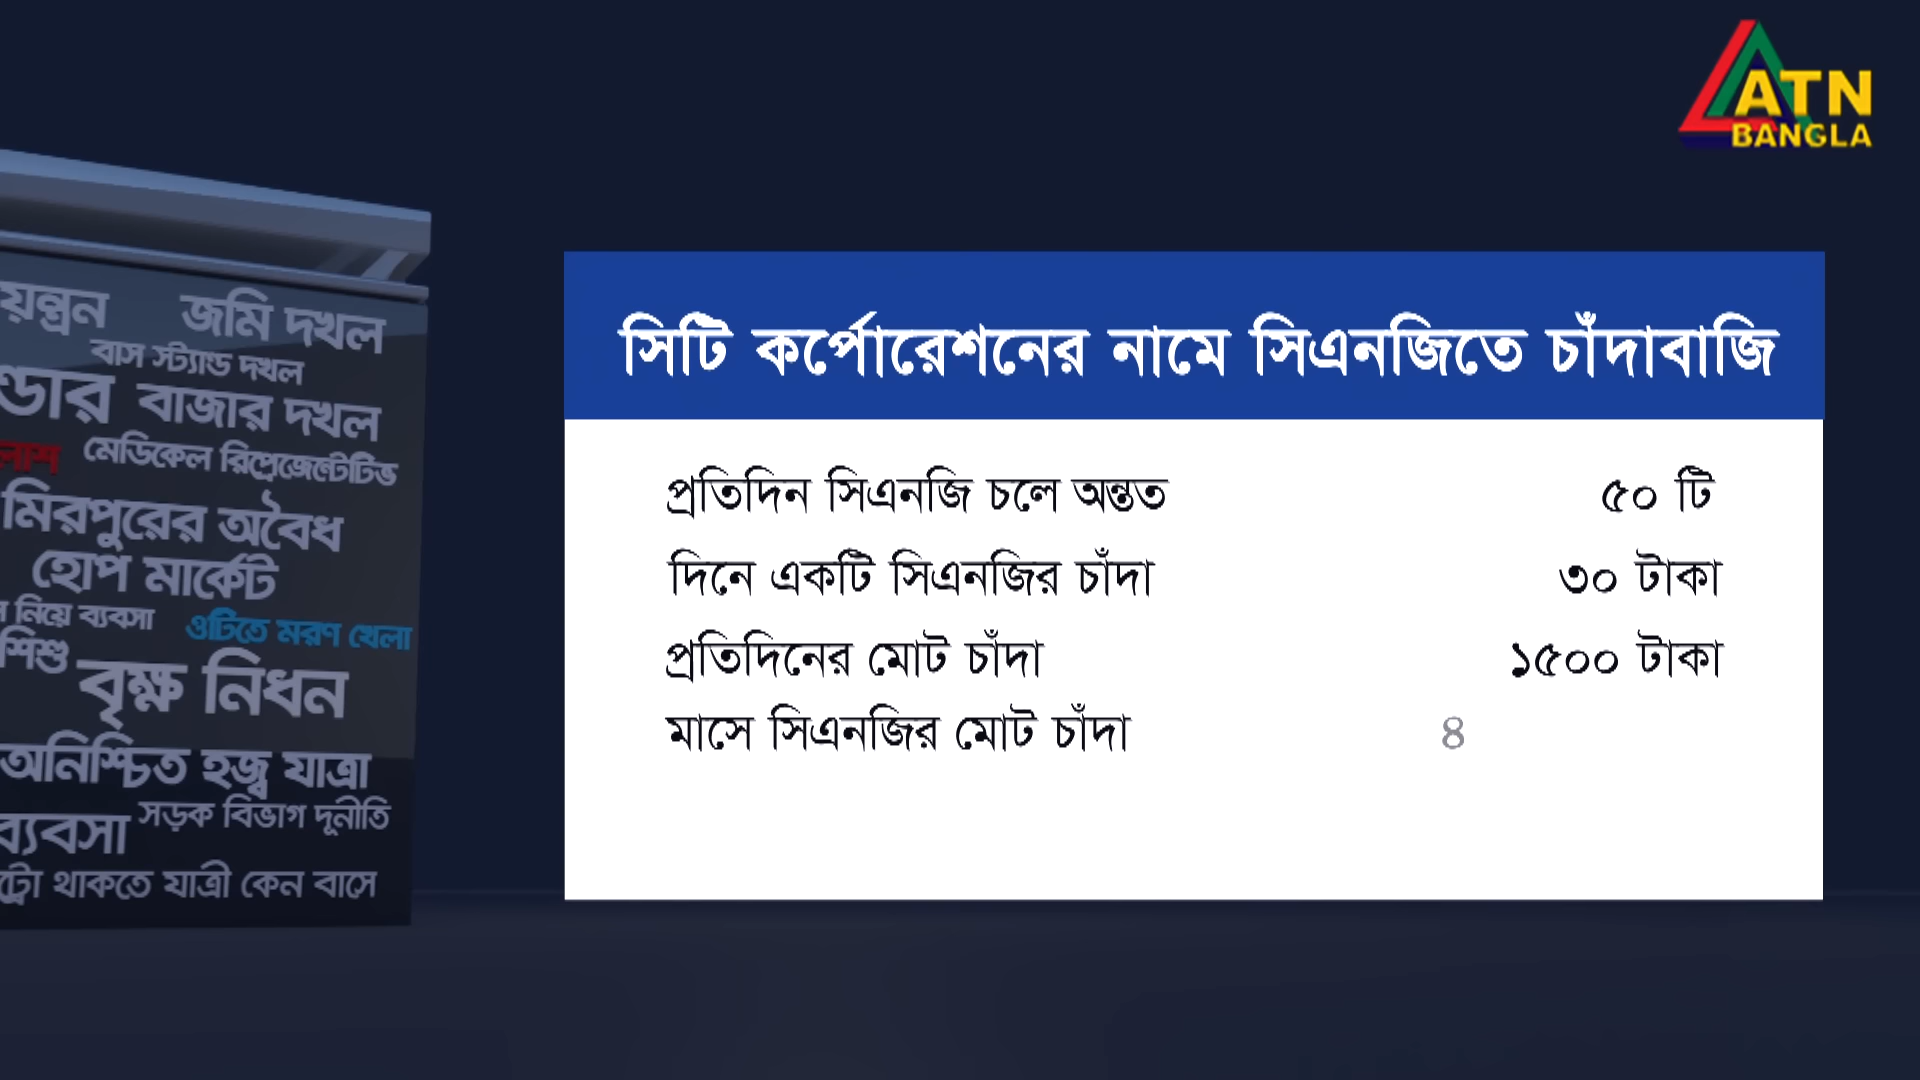 ATN
BANGLA
সিটি কর্পোরেশনের নামে সিএনজিতে চাঁদাবাজি
প্রতিদিন সিএনজি চলে অন্তত ৫০ টি
দিনে একটি সিএনজির চাঁদা ৩০ টাকা
প্রতিদিনের মোট চাঁদা ১৫০০ টাকা
মাসে সিএনজির মোট চাঁদা ৪
জমি দখল
বাস স্ট্যান্ড দখল
বাজার দখল
মেডিকেল রিপ্রেজেন্টেটিভ
মিরপুরের অবৈধ
হোপ মার্কেট
নিয়ে ব্যবসা ওটিতে মরণ খেলা
শিশু বৃক্ষ নিধন
অনিশ্চিত হজ্ব যাত্রা
ব্যবসা সড়ক বিভাগ দূনীতি
থাকতে যাত্রী কেন বাসে